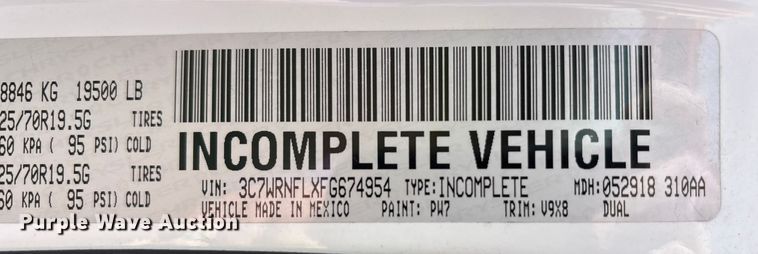 8846 KG 19500 LB
25/70R19.5G TIRES
60 KPA ( 95 PSI) COLD
25/70R19.5G TIRES
60 KPA ( 95 PSI) COLD
INCOMPLETE VEHICLE
VIN: 3C7WRNFLXFG674954 TYPE:INCOMPLETE MDH:052918 310AA
VEHICLE MADE IN MEXICO PAINT: PW7 TRIM: V9X8 DUAL
Purple Wave Auction